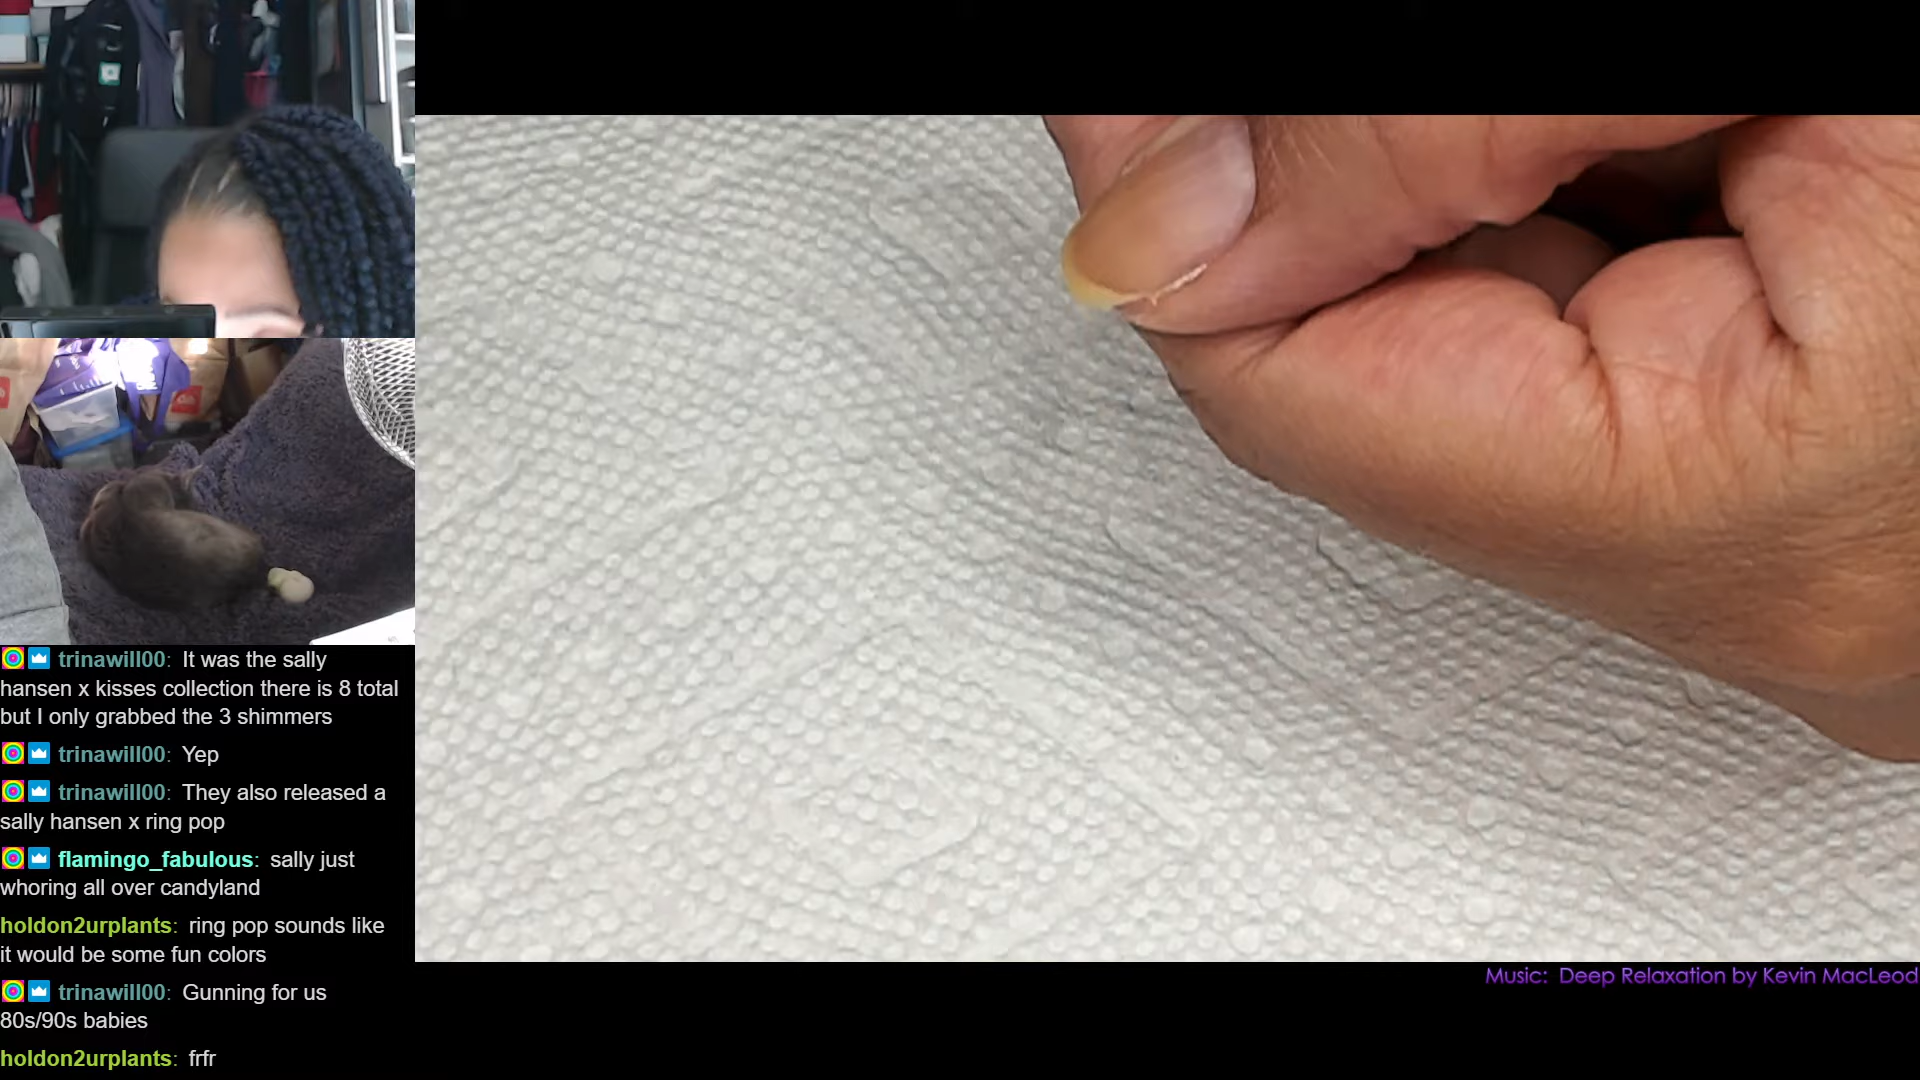 trinawill00: It was the sally
hansen x kisses collection there is 8 total
but I only grabbed the 3 shimmers
trinawill00: Yep
trinawill00: They also released a
sally hansen x ring pop
flamingo_fabulous: sally just
whoring all over candyland
holdon2urplants: ring pop sounds like
it would be some fun colors
trinawill00: Gunning for us
80s/90s babies
holdon2urplants: frfr
Music: Deep Relaxation by Kevin MacLeod